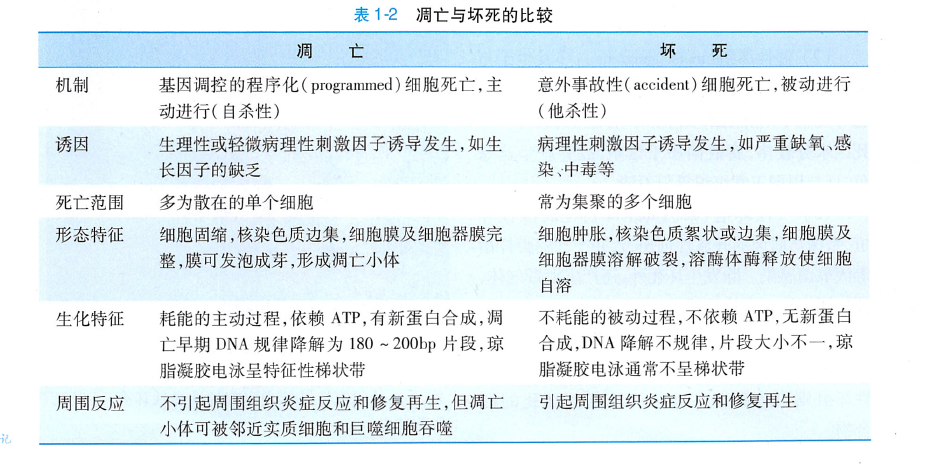 表 1-2 凋亡与坏死的比较
凋 亡 坏 死
机制 基因调控的程序化(programmed)细胞死亡,主 意外事故性(accident)细胞死亡,被动进行
动进行(自杀性) (他杀性)
诱因 生理性或轻微病理性刺激因子诱导发生,如生 病理性刺激因子诱导发生,如严重缺氧、感
长因子的缺乏 染、中毒等
死亡范围 多为散在的单个细胞 常为集聚的多个细胞
形态特征 细胞固缩,核染色质边集,细胞膜及细胞器膜完 细胞肿胀,核染色质絮状或边集,细胞膜及
整,膜可发泡成芽,形成凋亡小体 细胞器膜溶解破裂,溶酶体酶释放使细胞
自溶
生化特征 耗能的主动过程,依赖 ATP,有新蛋白合成,凋 不耗能的被动过程,不依赖 ATP,无新蛋白
亡早期 DNA 规律降解为 180 ~ 200bp 片段,琼 合成,DNA 降解不规律,片段大小不一,琼
脂凝胶电泳呈特征性梯状带 脂凝胶电泳通常不呈梯状带
周围反应 不引起周围组织炎症反应和修复再生,但凋亡 引起周围组织炎症反应和修复再生
小体可被邻近实质细胞和巨噬细胞吞噬
记